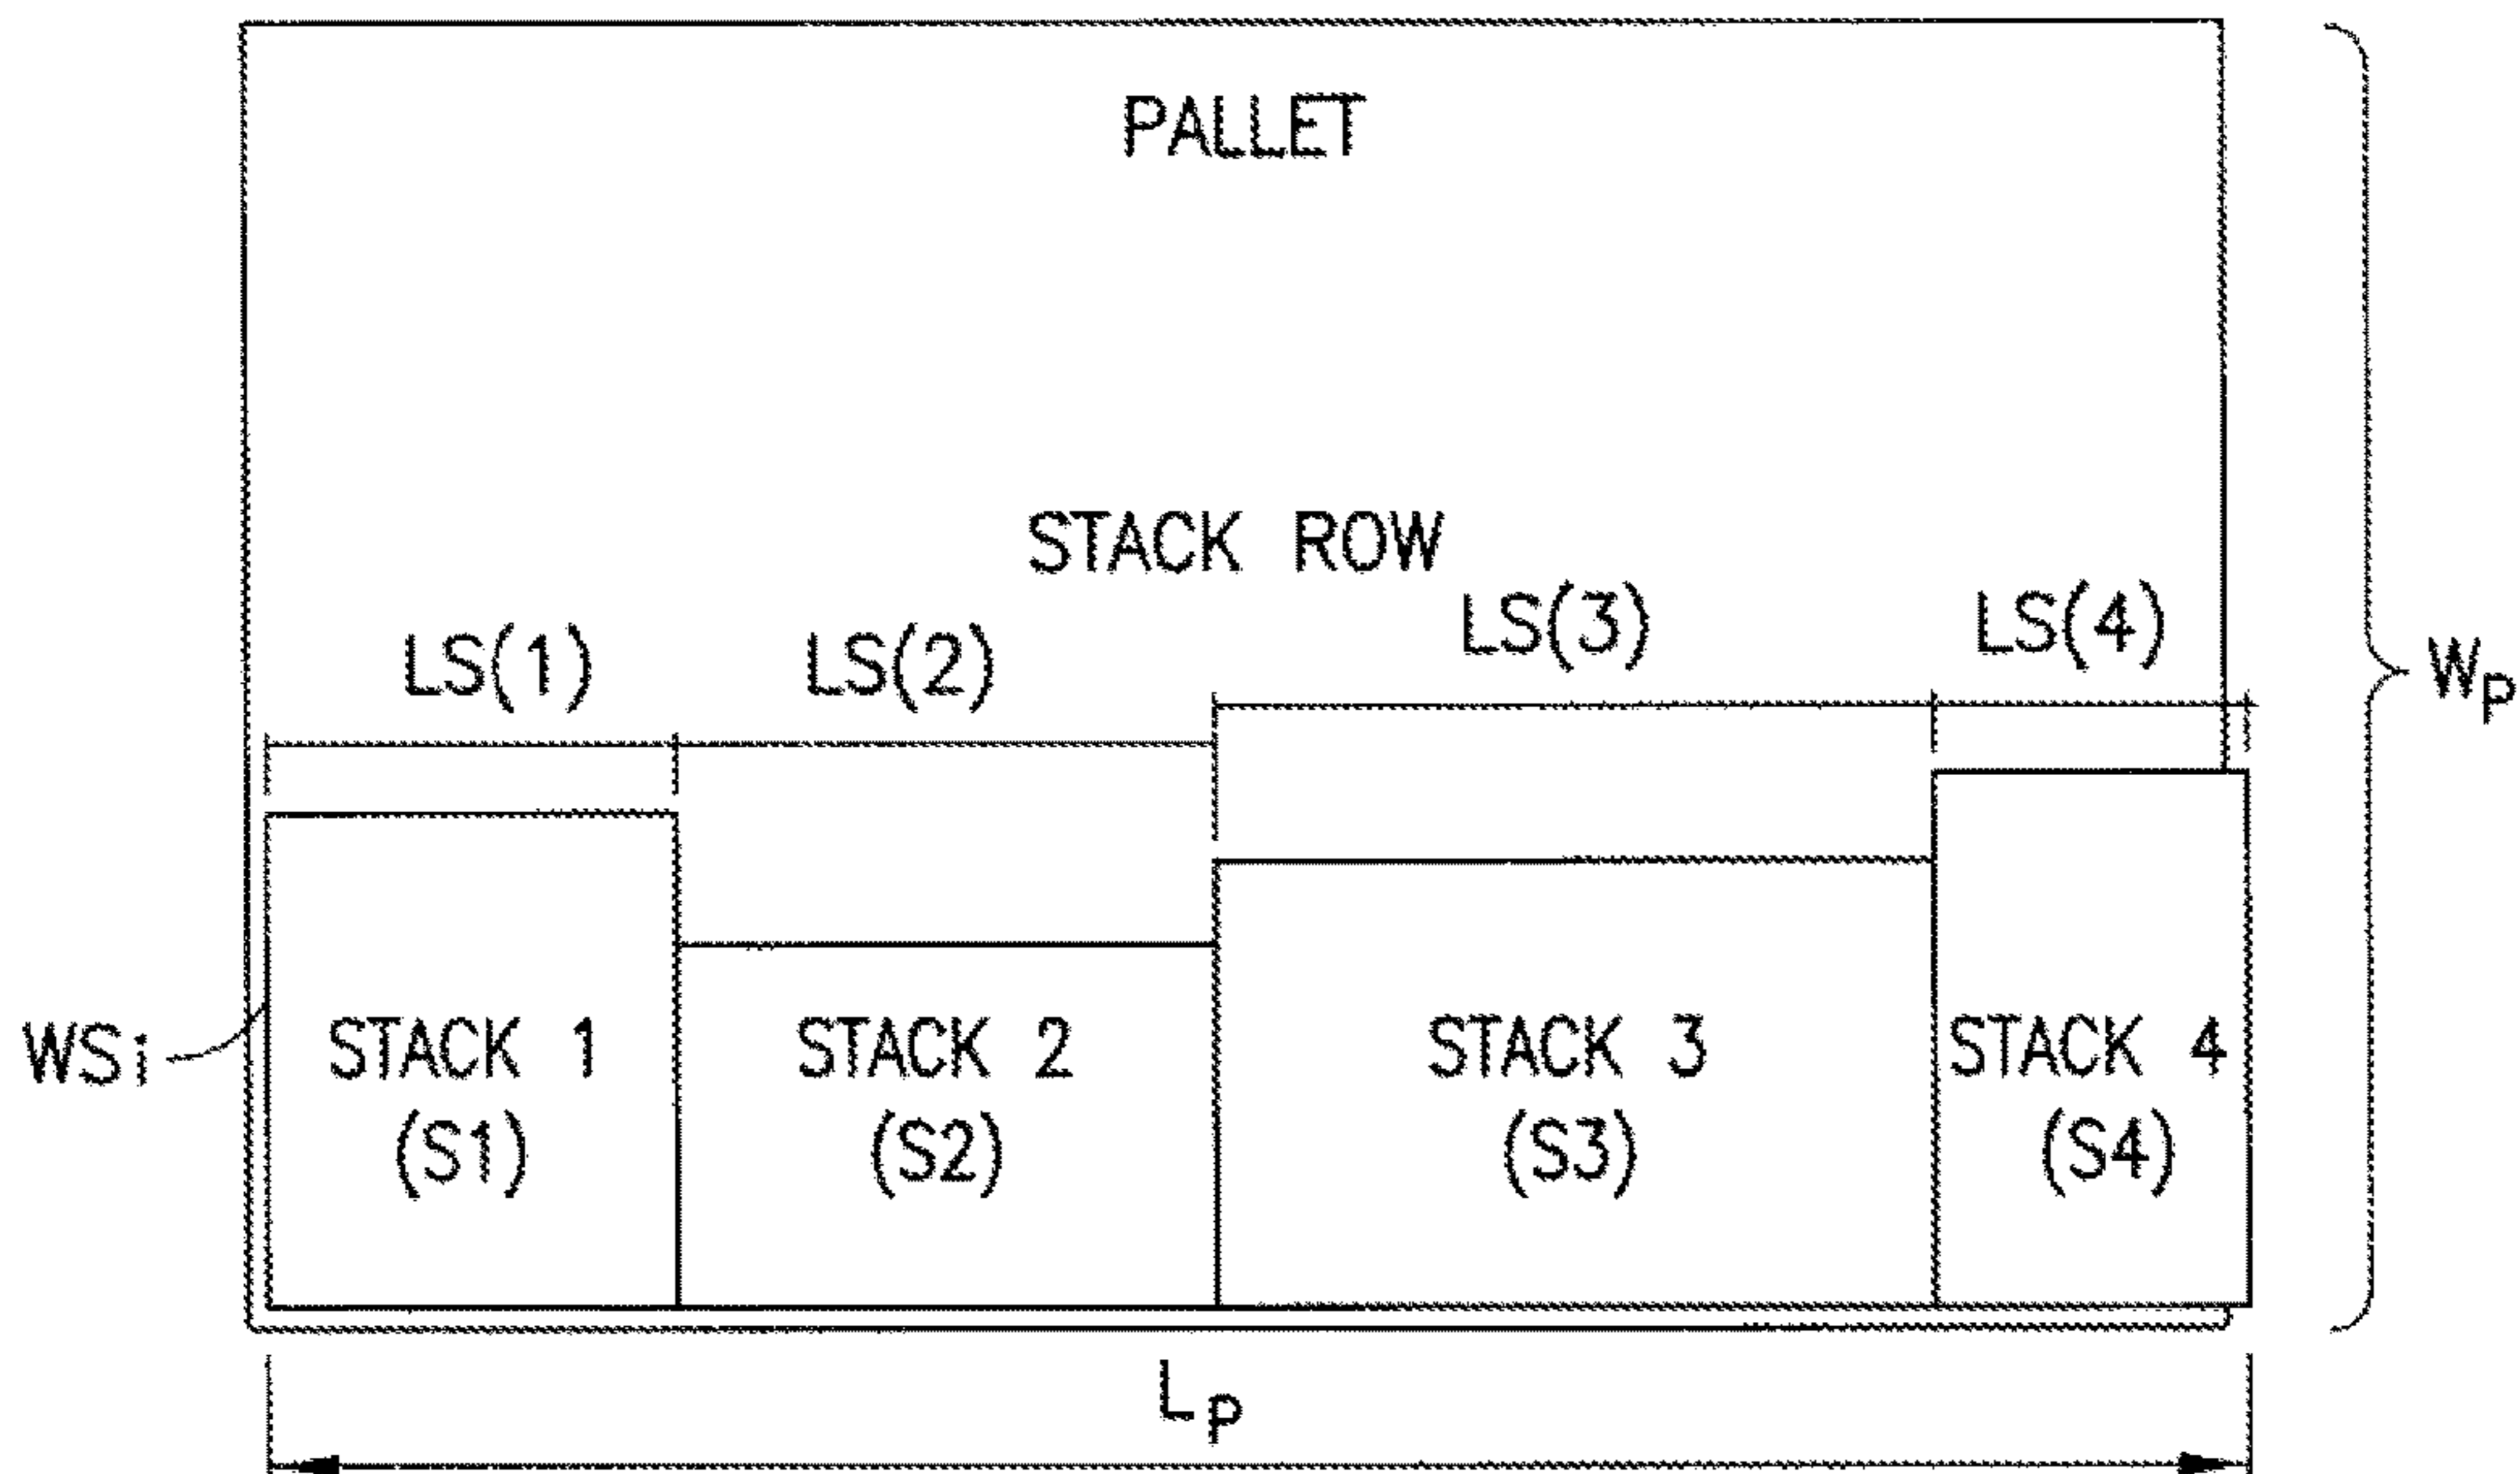 PALLET
STACK ROW
LS(1)
LS(2)
LS(3)
LS(4)
Wp
WSi
STACK 1
(S1)
STACK 2
(S2)
STACK 3
(S3)
STACK 4
(S4)
Lp